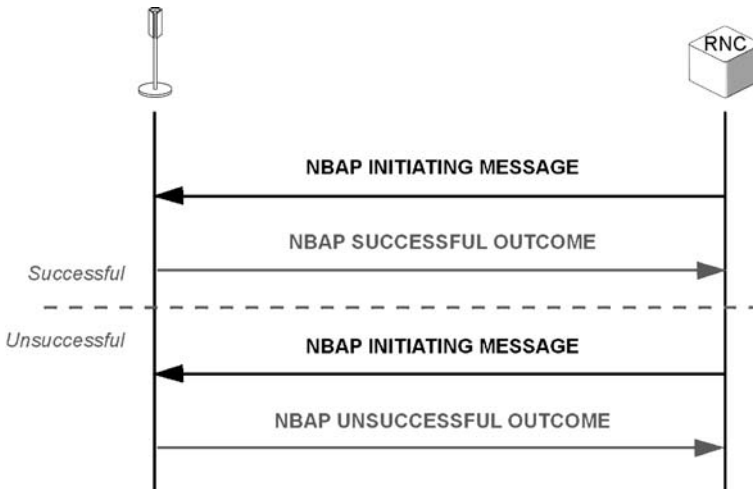 RNC
NBAP INITIATING MESSAGE
NBAP SUCCESSFUL OUTCOME
Successful
Unsuccessful
NBAP INITIATING MESSAGE
NBAP UNSUCCESSFUL OUTCOME